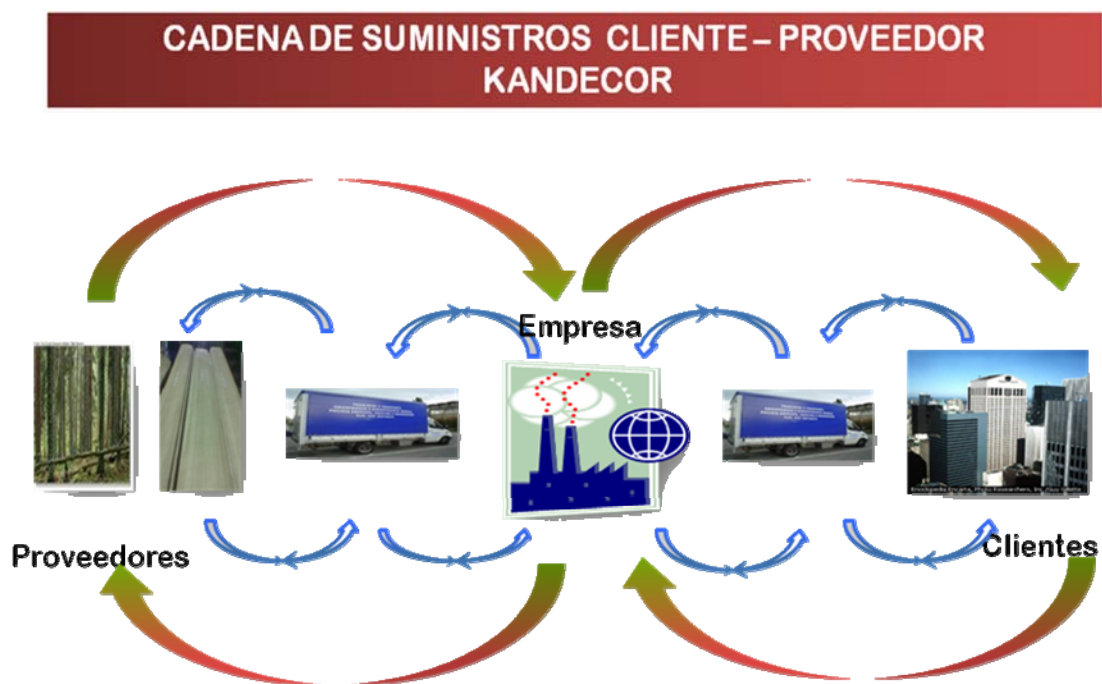 CADENA DE SUMINISTROS CLIENTE – PROVEEDOR
KANDECOR
Empresa
Proveedores
Clientes